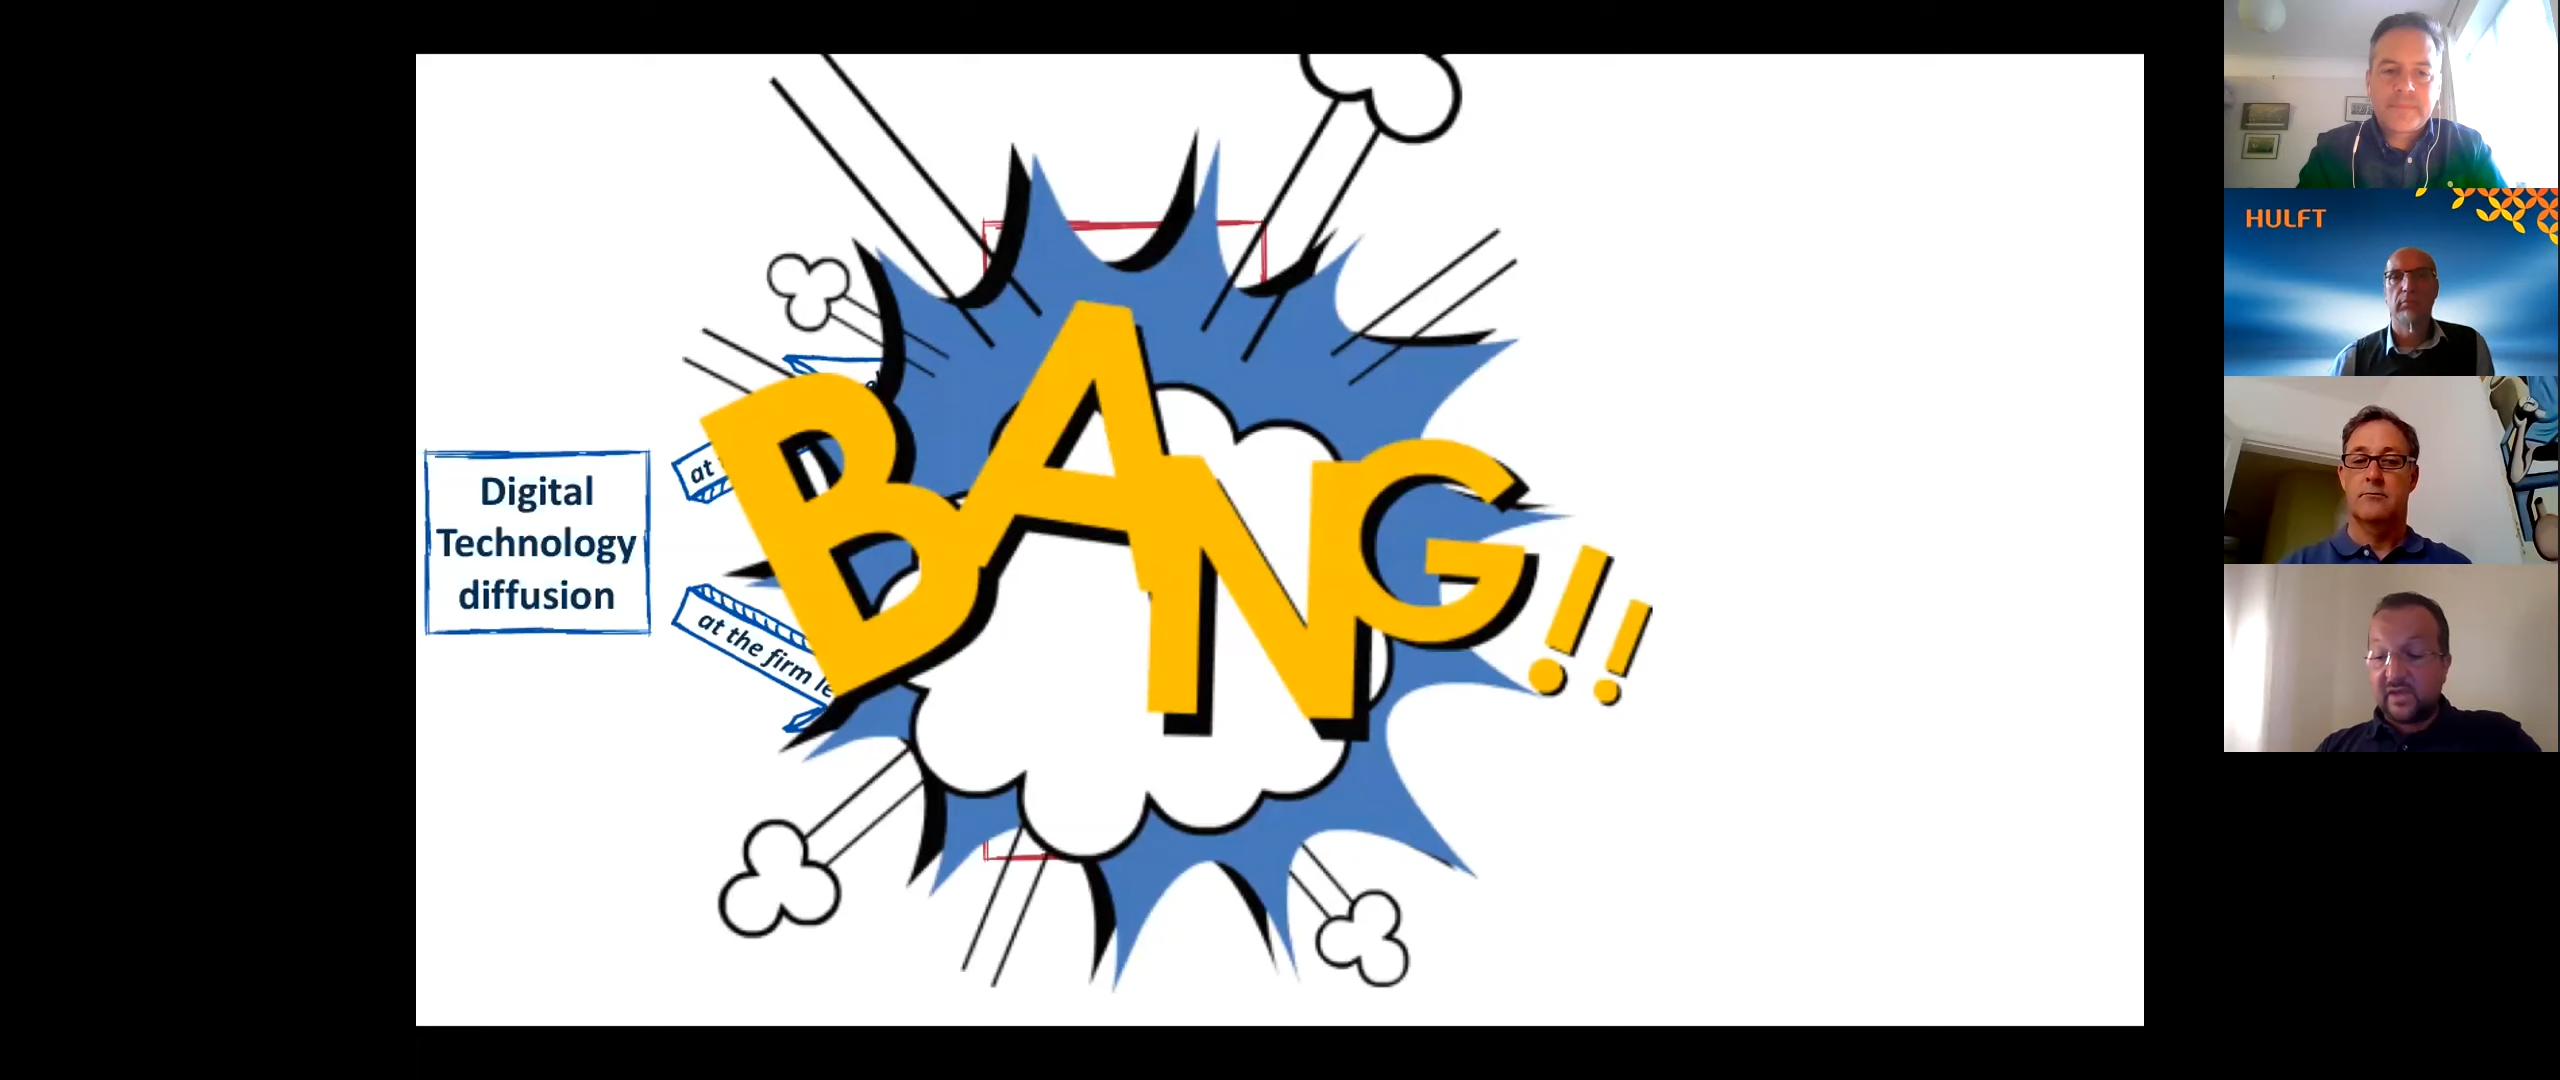 HULFT
at
BANG!!
Digital
Technology
diffusion
at the firm